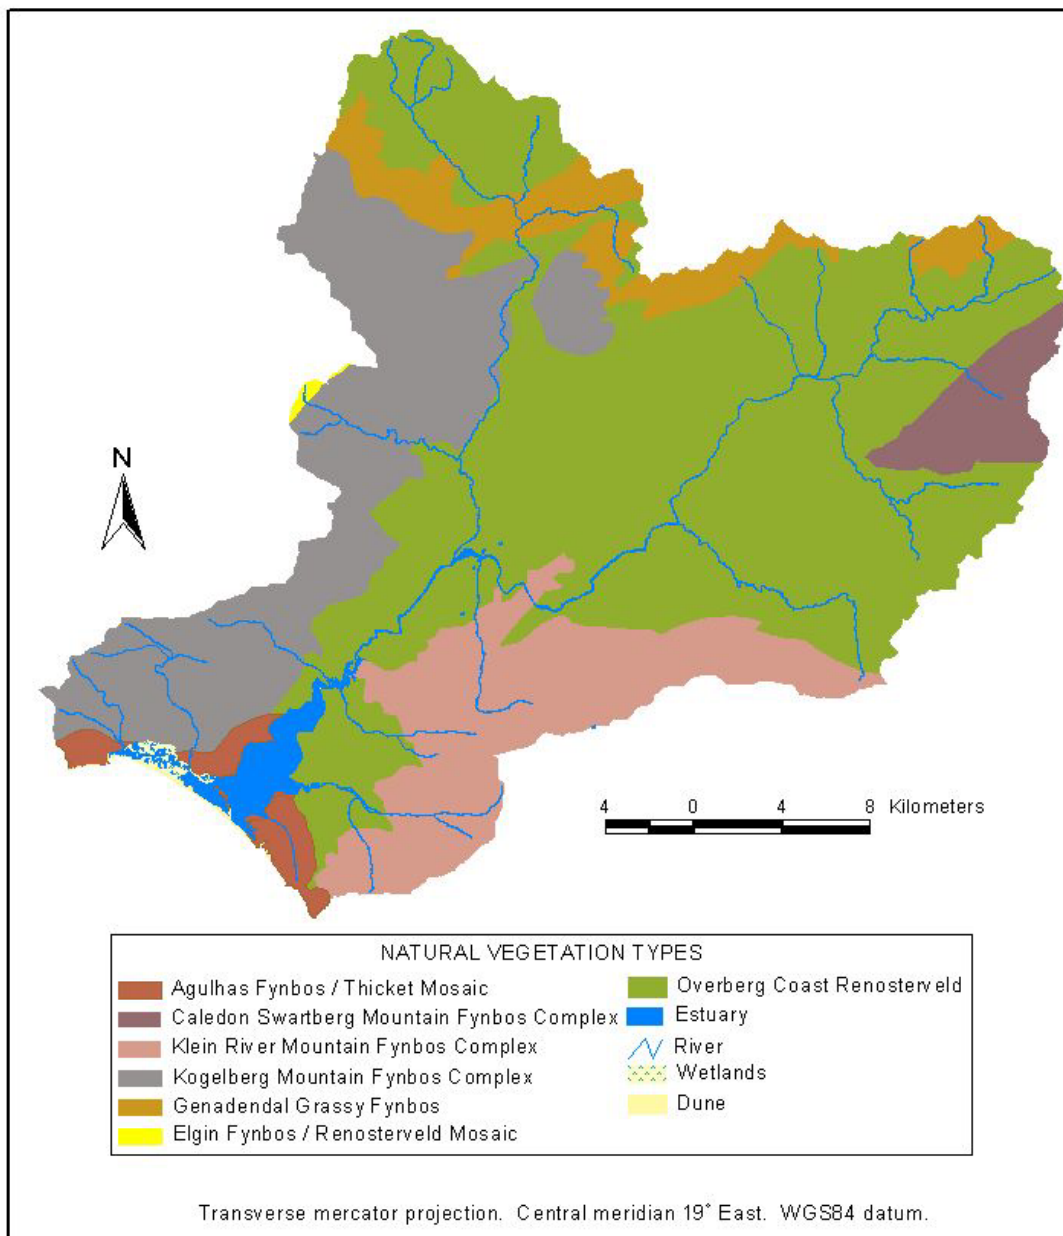 N
4 0 4 8 Kilometers
NATURAL VEGETATION TYPES
Agulhas Fynbos / Thicket Mosaic
Caledon Swartberg Mountain Fynbos Complex
Klein River Mountain Fynbos Complex
Kogelberg Mountain Fynbos Complex
Genadendal Grassy Fynbos
Elgin Fynbos / Renosterveld Mosaic
Overberg Coast Renosterveld
Estuary
River
Wetlands
Dune
Transverse mercator projection. Central meridian 19° East. WGS84 datum.